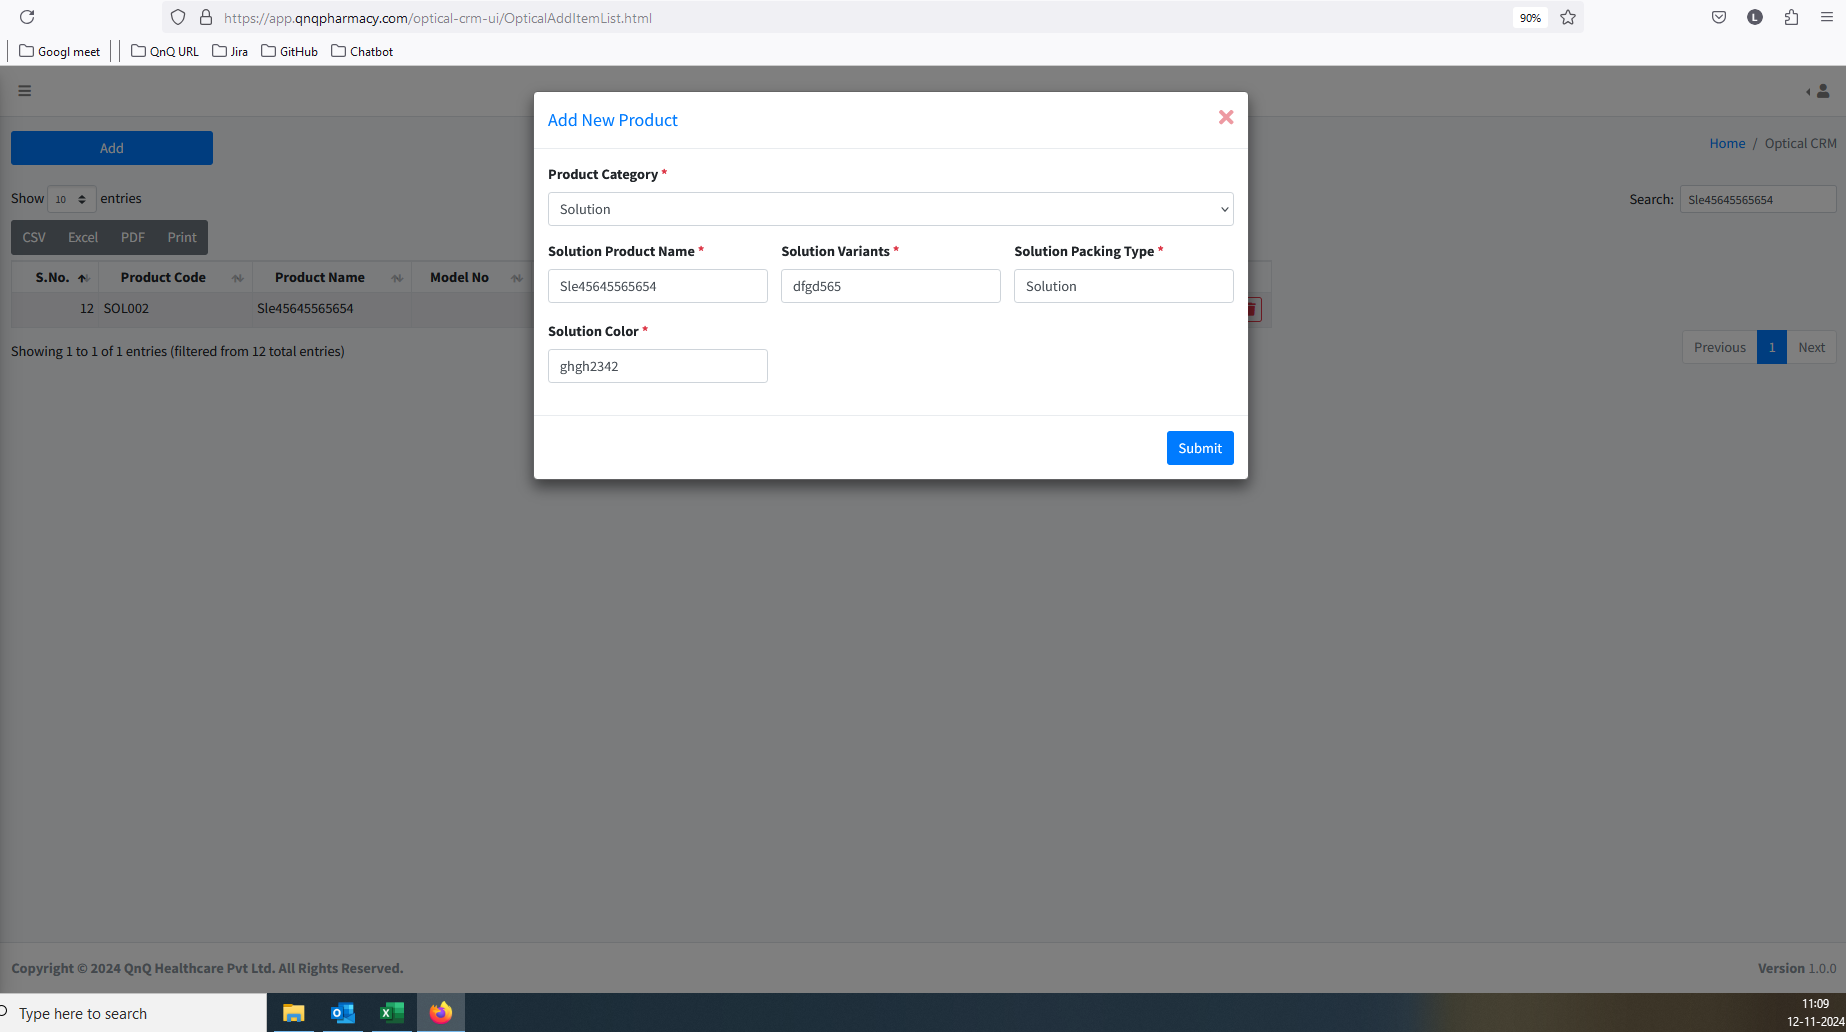 https://app.qnqpharmacy.com/optical-crm-ui/OpticalAddItemList.html
90%
L
Googl meet
QnQ URL
Jira
GitHub
Chatbot
Add New Product
Add
Home / Optical CRM
Product Category *
Show 10 entries
Search: Sle45645565654
Solution
CSV Excel PDF Print
Solution Product Name * Solution Variants * Solution Packing Type *
S.No. Product Code Product Name Model No
Sle45645565654 dfgd565 Solution
12 SOL002 Sle45645565654
Solution Color *
Showing 1 to 1 of 1 entries (filtered from 12 total entries)
Previous 1 Next
ghgh2342
Submit
Copyright © 2024 QnQ Healthcare Pvt Ltd. All Rights Reserved.
Version 1.0.0
Type here to search
11:09
12-11-2024